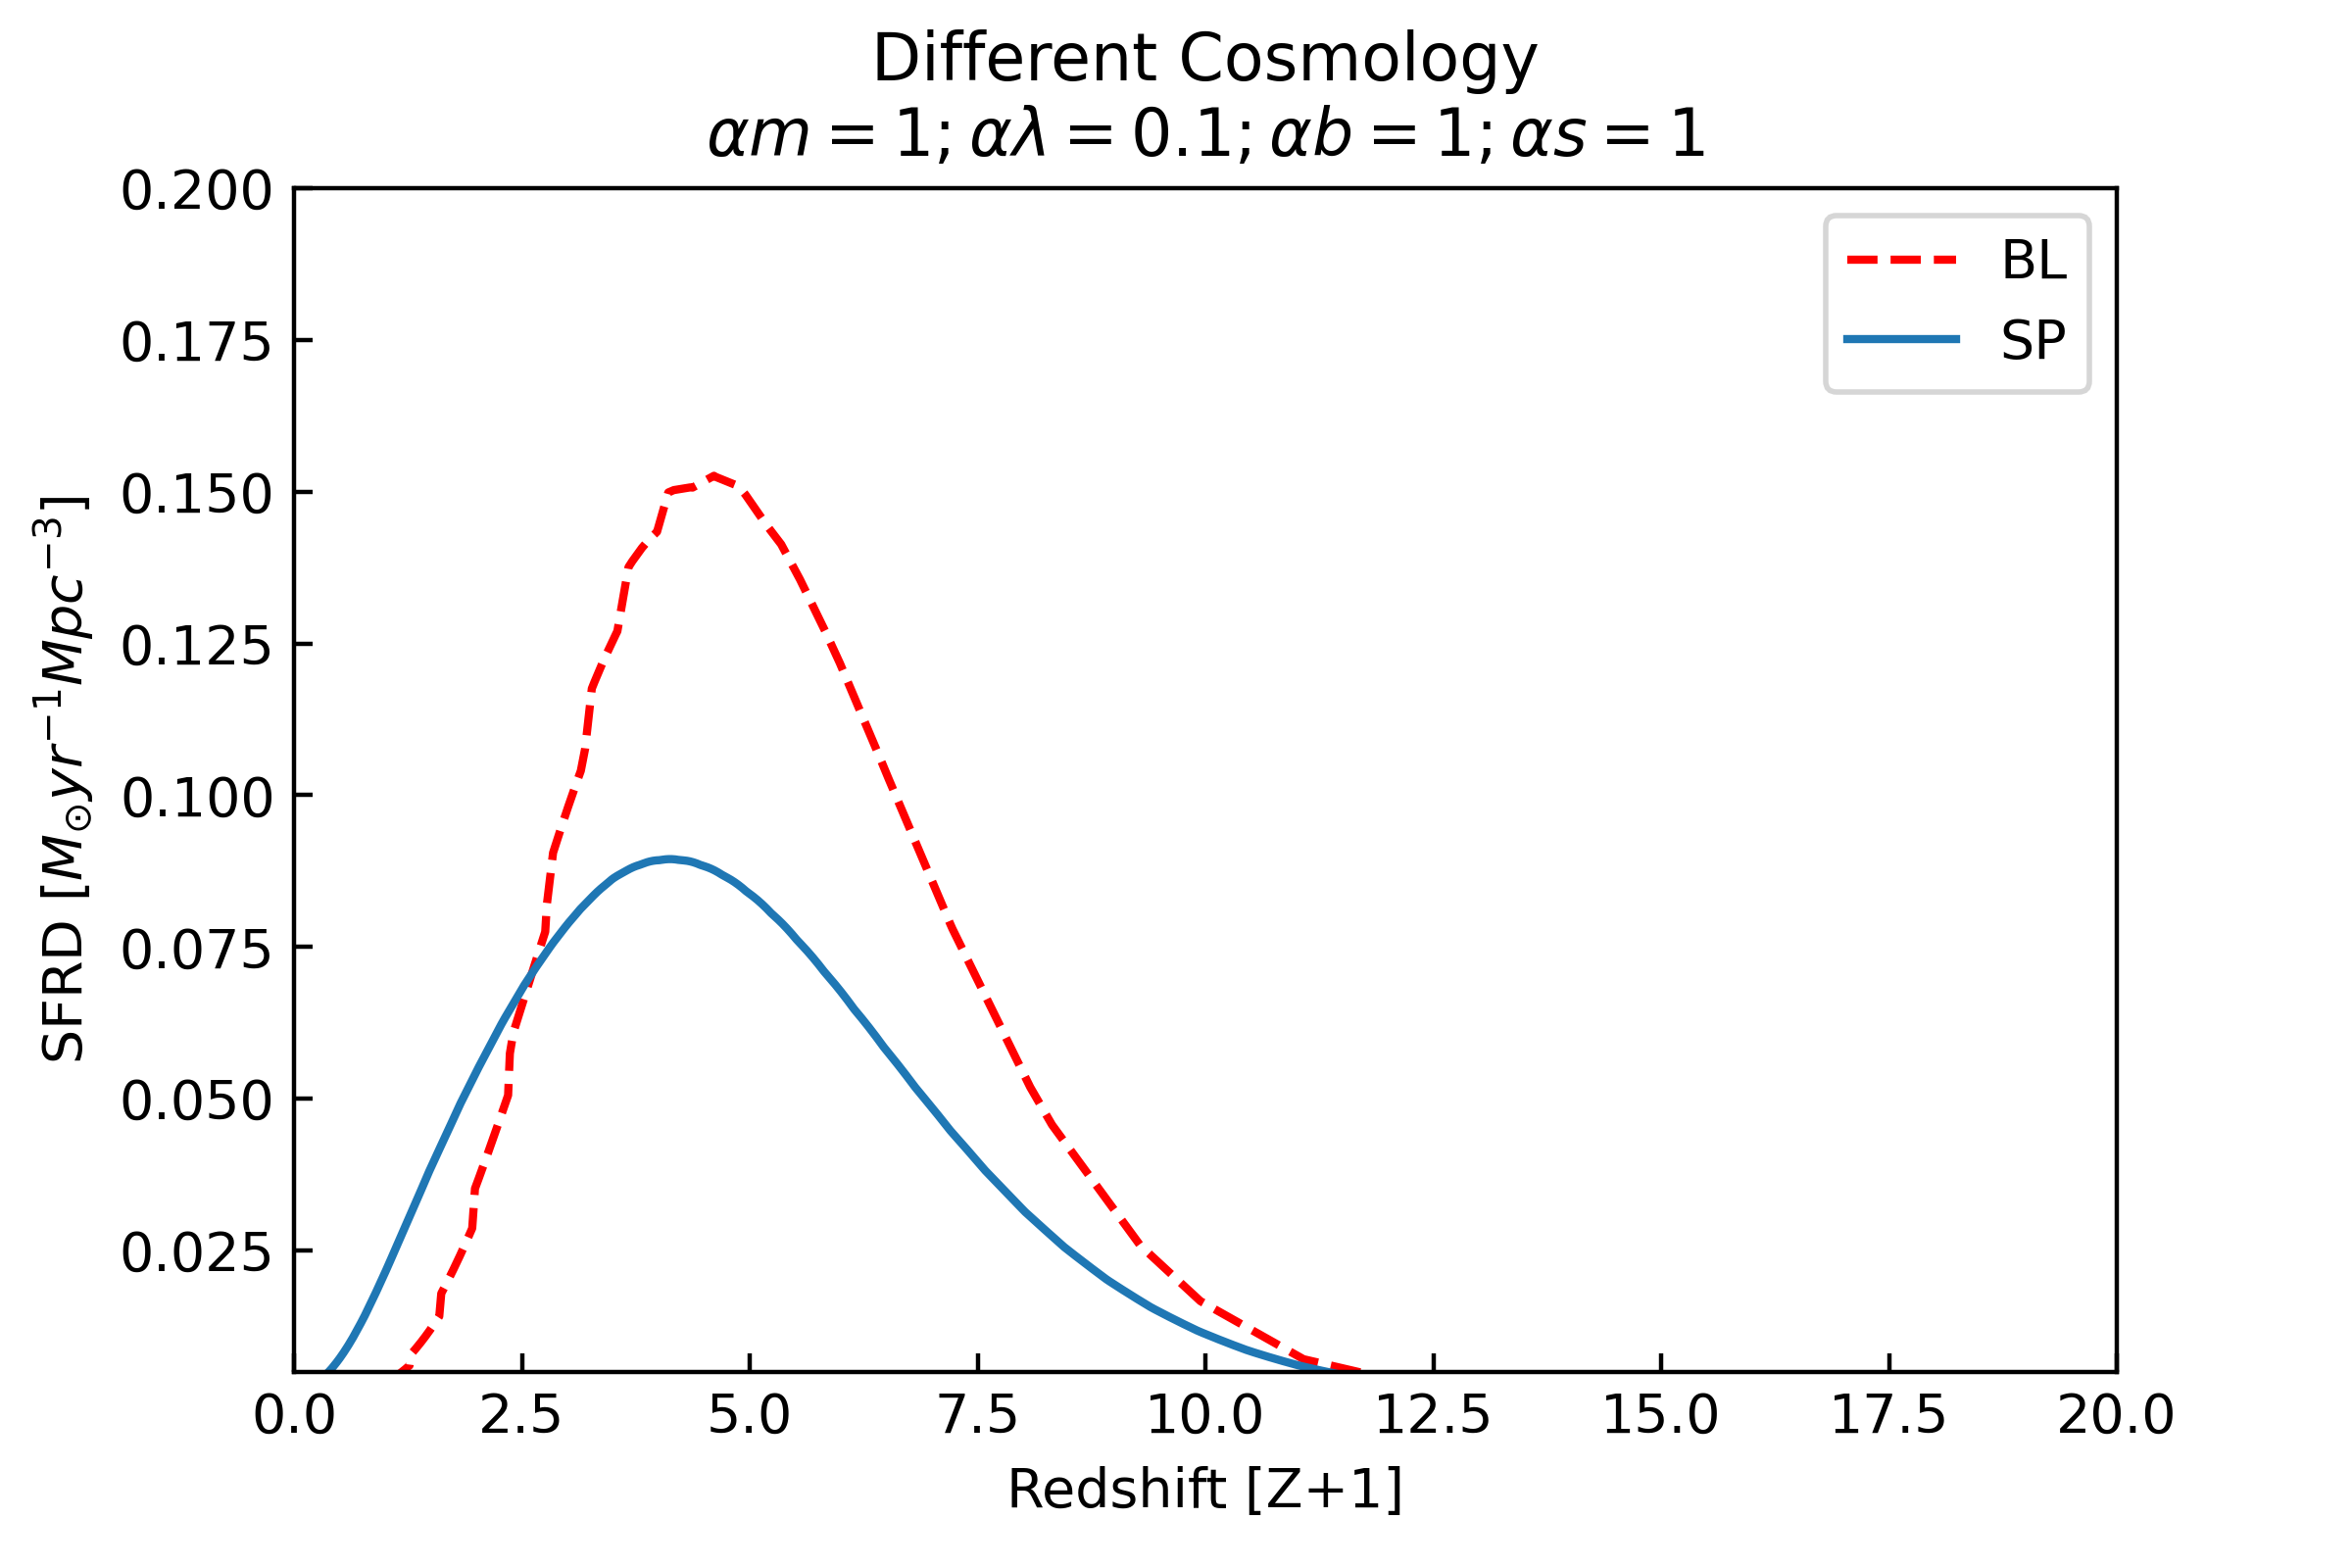 Different Cosmology
αm = 1; αλ = 0.1; αb = 1; αs = 1
0.200
0.175
0.150
0.125
0.100
0.075
0.050
0.025
SFRD [M⊙yr⁻¹Mpc⁻³]
BL
SP
0.0 2.5 5.0 7.5 10.0 12.5 15.0 17.5 20.0
Redshift [Z+1]